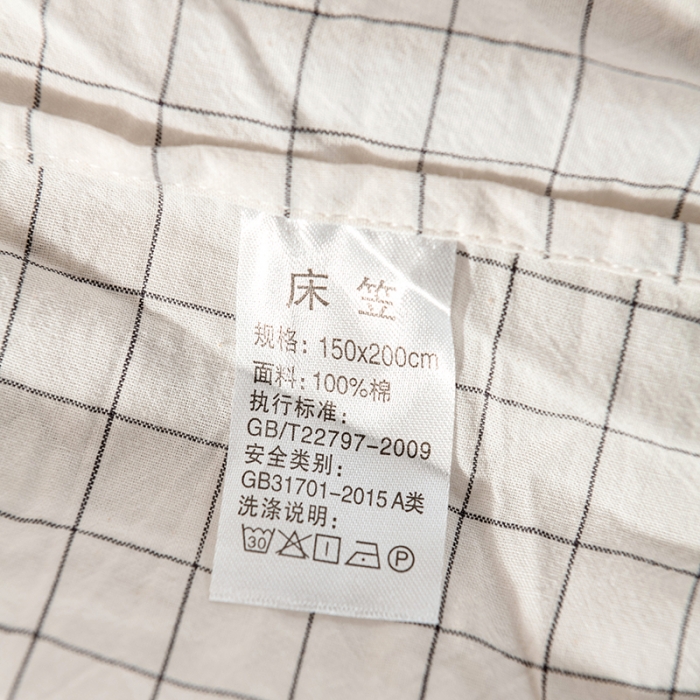 床笠
规格: 150x200cm
面料: 100%棉
执行标准:
GB/T22797-2009
安全类别:
GB31701-2015 A类
洗涤说明:
30 P